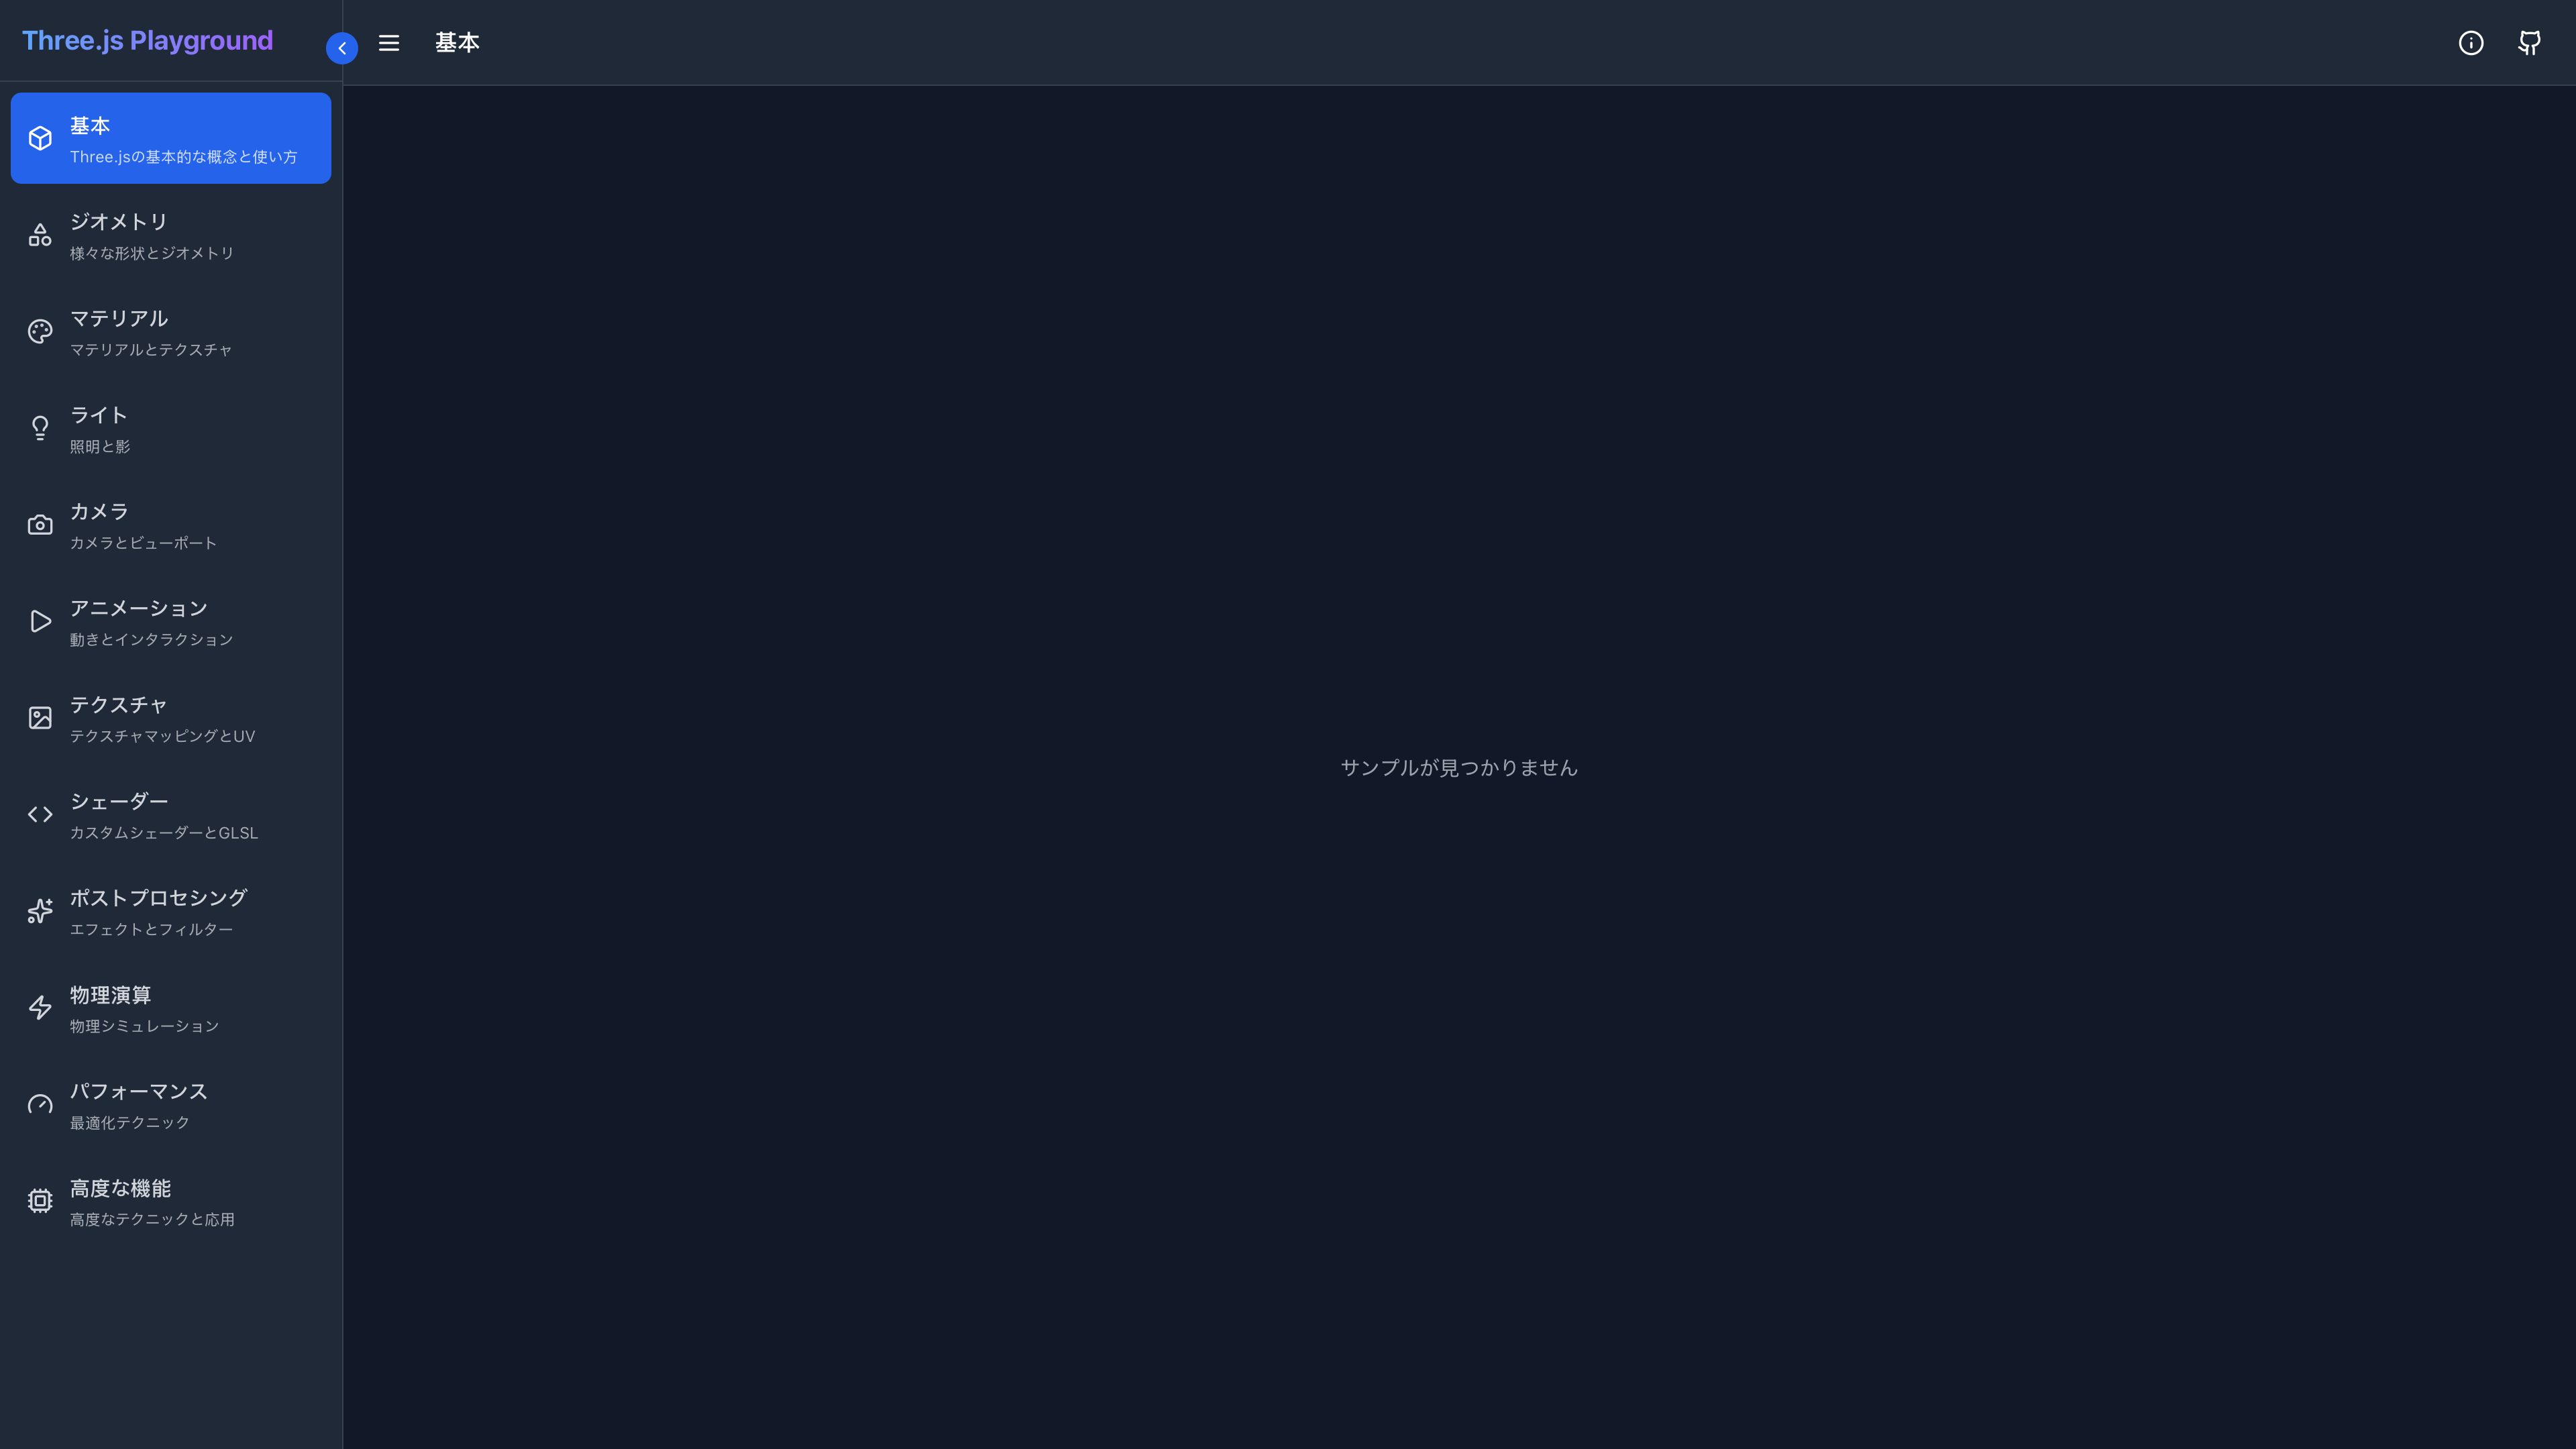 Three.js Playground
基本
基本
Three.jsの基本的な概念と使い方
ジオメトリ
様々な形状とジオメトリ
マテリアル
マテリアルとテクスチャ
ライト
照明と影
カメラ
カメラとビューポート
アニメーション
動きとインタラクション
テクスチャ
テクスチャマッピングとUV
シェーダー
カスタムシェーダーとGLSL
ポストプロセシング
エフェクトとフィルター
物理演算
物理シミュレーション
パフォーマンス
最適化テクニック
高度な機能
高度なテクニックと応用
サンプルが見つかりません